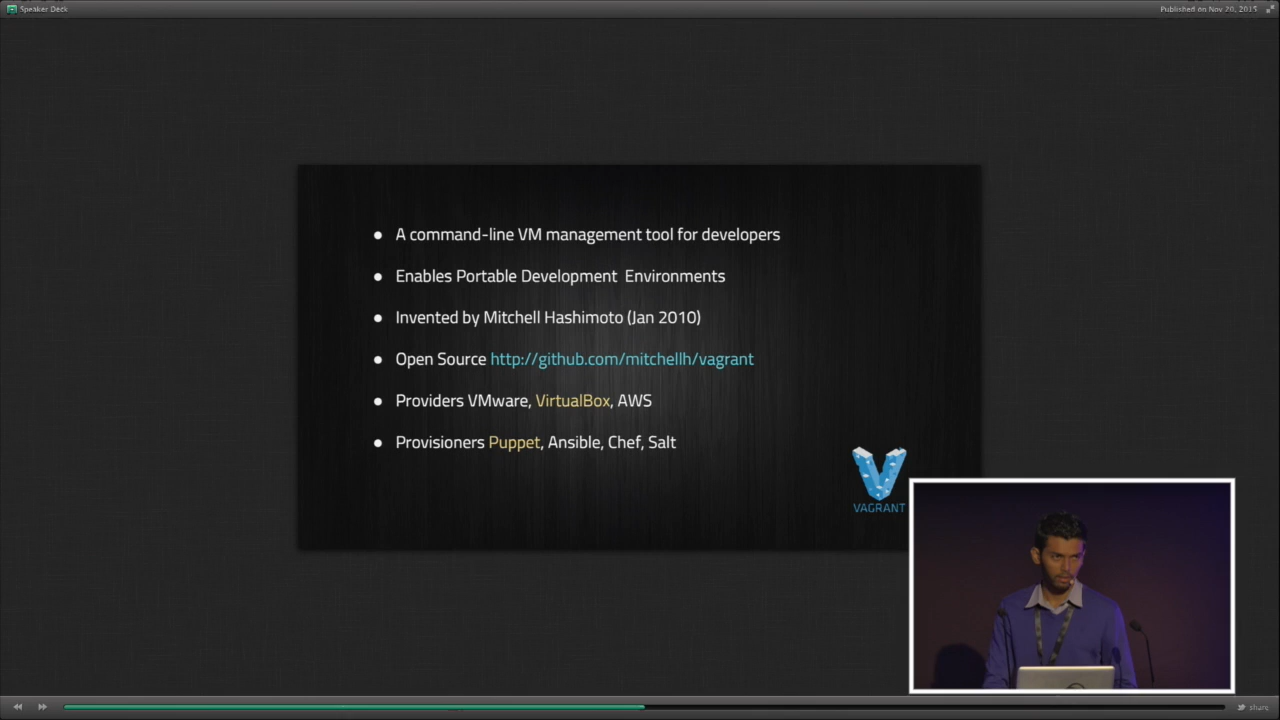 Speaker Deck
Published on Nov 20, 2015
A command-line VM management tool for developers
Enables Portable Development Environments
Invented by Mitchell Hashimoto (Jan 2010)
Open Source http://github.com/mitchellh/vagrant
Providers VMware, VirtualBox, AWS
Provisioners Puppet, Ansible, Chef, Salt
VAGRANT
share